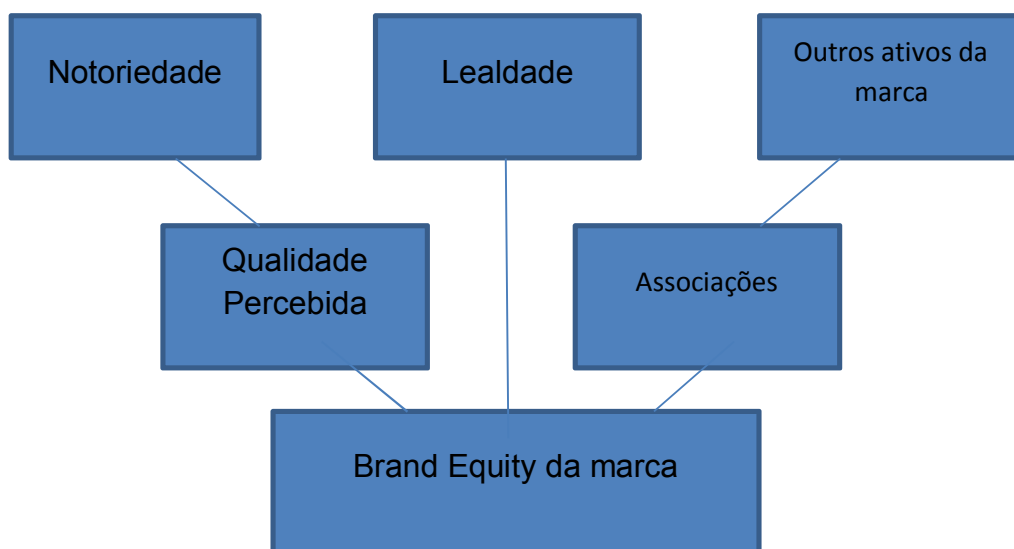 Notoriedade
Lealdade
Outros ativos da
marca
Qualidade
Percebida
Associações
Brand Equity da marca